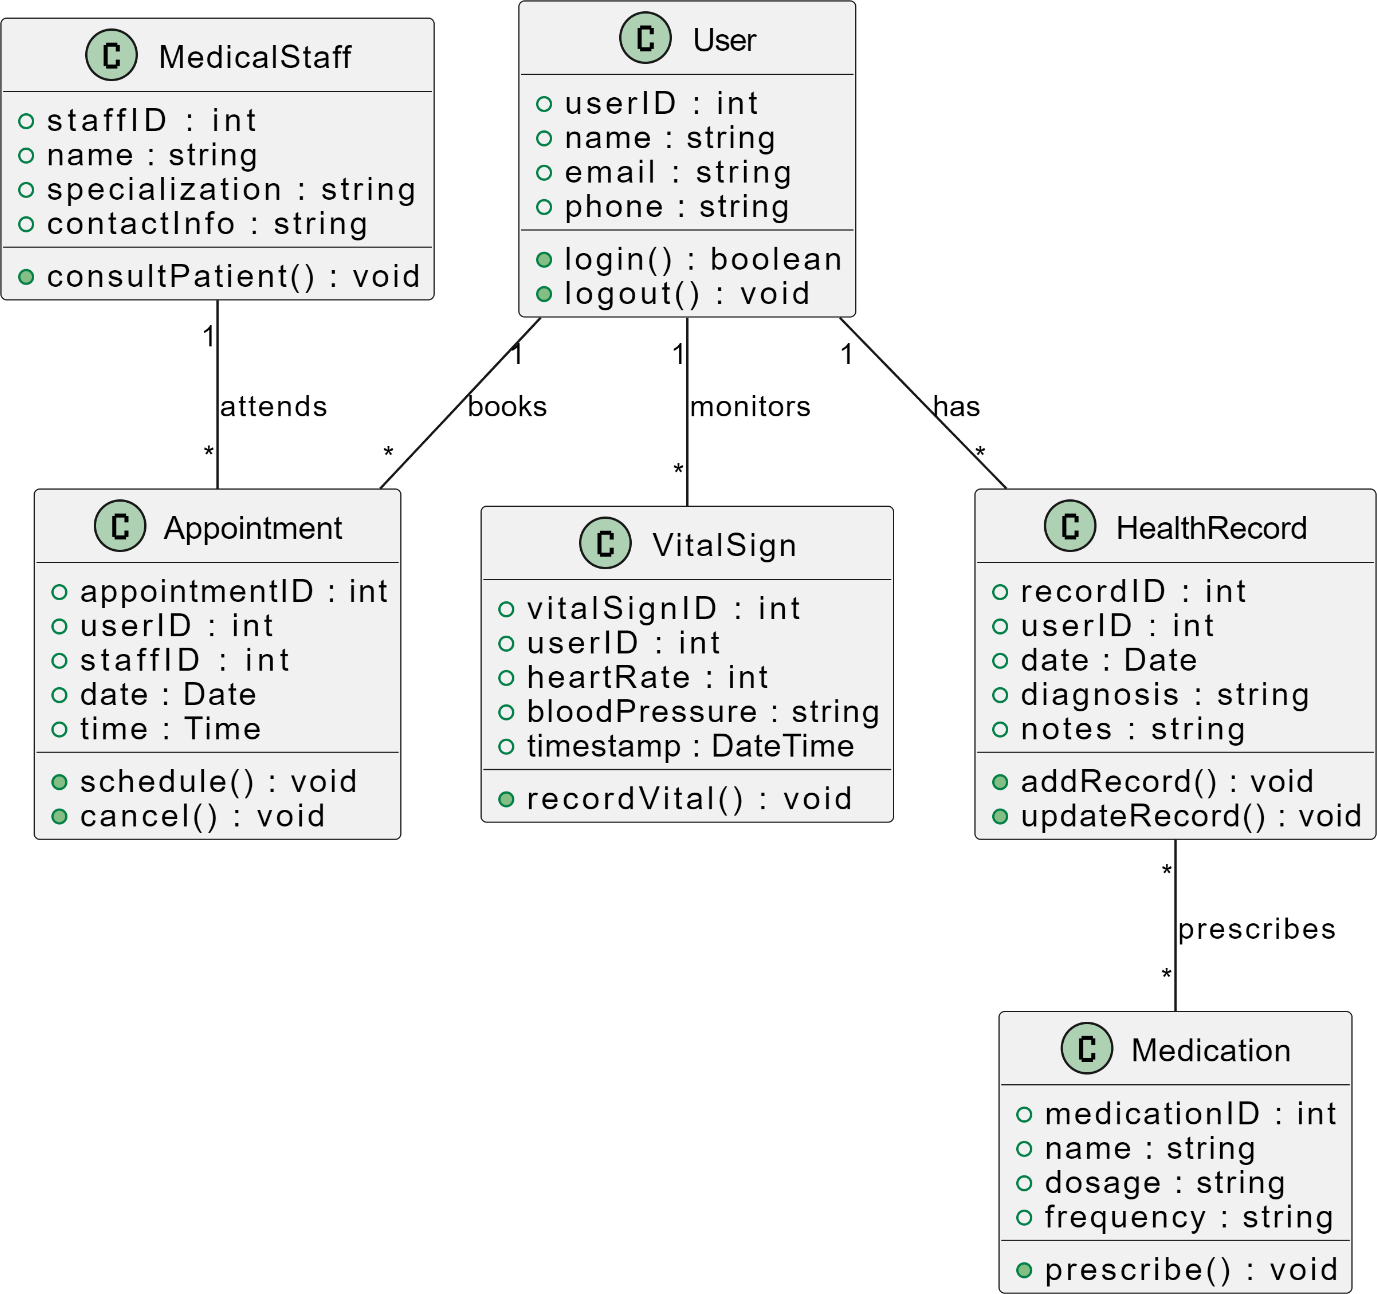 C MedicalStaff
staffID : int
name : string
specialization : string
contactInfo : string
consultPatient() : void
C User
userID : int
name : string
email : string
phone : string
login() : boolean
logout() : void
1
attends
*
1
books
*
1
monitors
*
1
has
*
C Appointment
appointmentID : int
userID : int
staffID : int
date : Date
time : Time
schedule() : void
cancel() : void
C VitalSign
vitalSignID : int
userID : int
heartRate : int
bloodPressure : string
timestamp : DateTime
recordVital() : void
C HealthRecord
recordID : int
userID : int
date : Date
diagnosis : string
notes : string
addRecord() : void
updateRecord() : void
*
prescribes
*
C Medication
medicationID : int
name : string
dosage : string
frequency : string
prescribe() : void